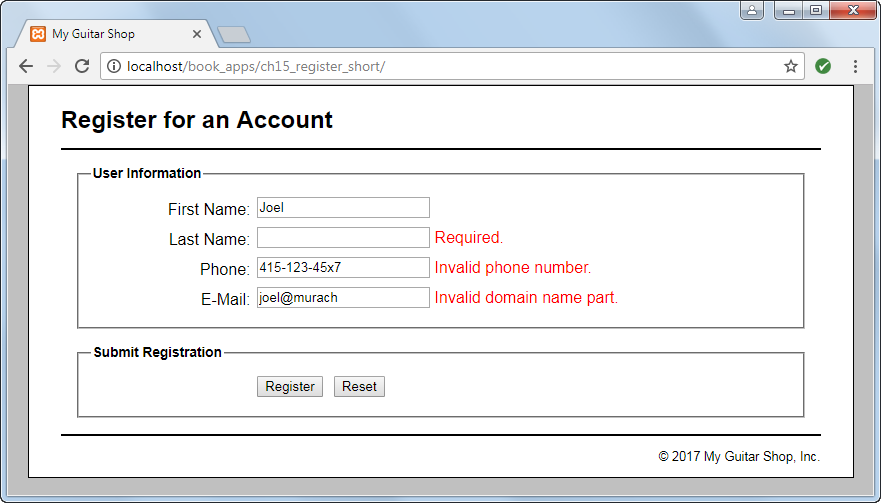 My Guitar Shop
localhost/book_apps/ch15_register_short/
Register for an Account
User Information
First Name: Joel
Last Name: Required.
Phone: 415-123-45x7 Invalid phone number.
E-Mail: joel@murach Invalid domain name part.
Submit Registration
Register Reset
© 2017 My Guitar Shop, Inc.